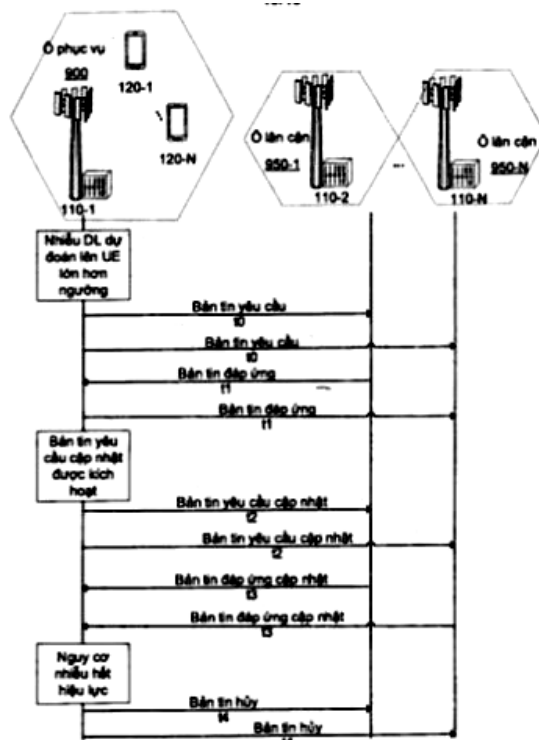 Ô phục vụ
900
120-1
120-N
110-1
Ô lân cận
950-1
110-2
...
Ô lân cận
950-N
110-N
Nhiễu DL dự
đoán lên UE
lớn hơn
ngưỡng
Bản tin yêu cầu
t0
Bản tin yêu cầu
t0
Bản tin đáp ứng
t1
Bản tin đáp ứng
t1
Bản tin yêu
cầu cập nhật
được kích
hoạt
Bản tin yêu cầu cập nhật
t2
Bản tin yêu cầu cập nhật
t2
Bản tin đáp ứng cập nhật
t3
Bản tin đáp ứng cập nhật
t3
Nguy cơ
nhiễu hết
hiệu lực
Bản tin hủy
t4
Bản tin hủy